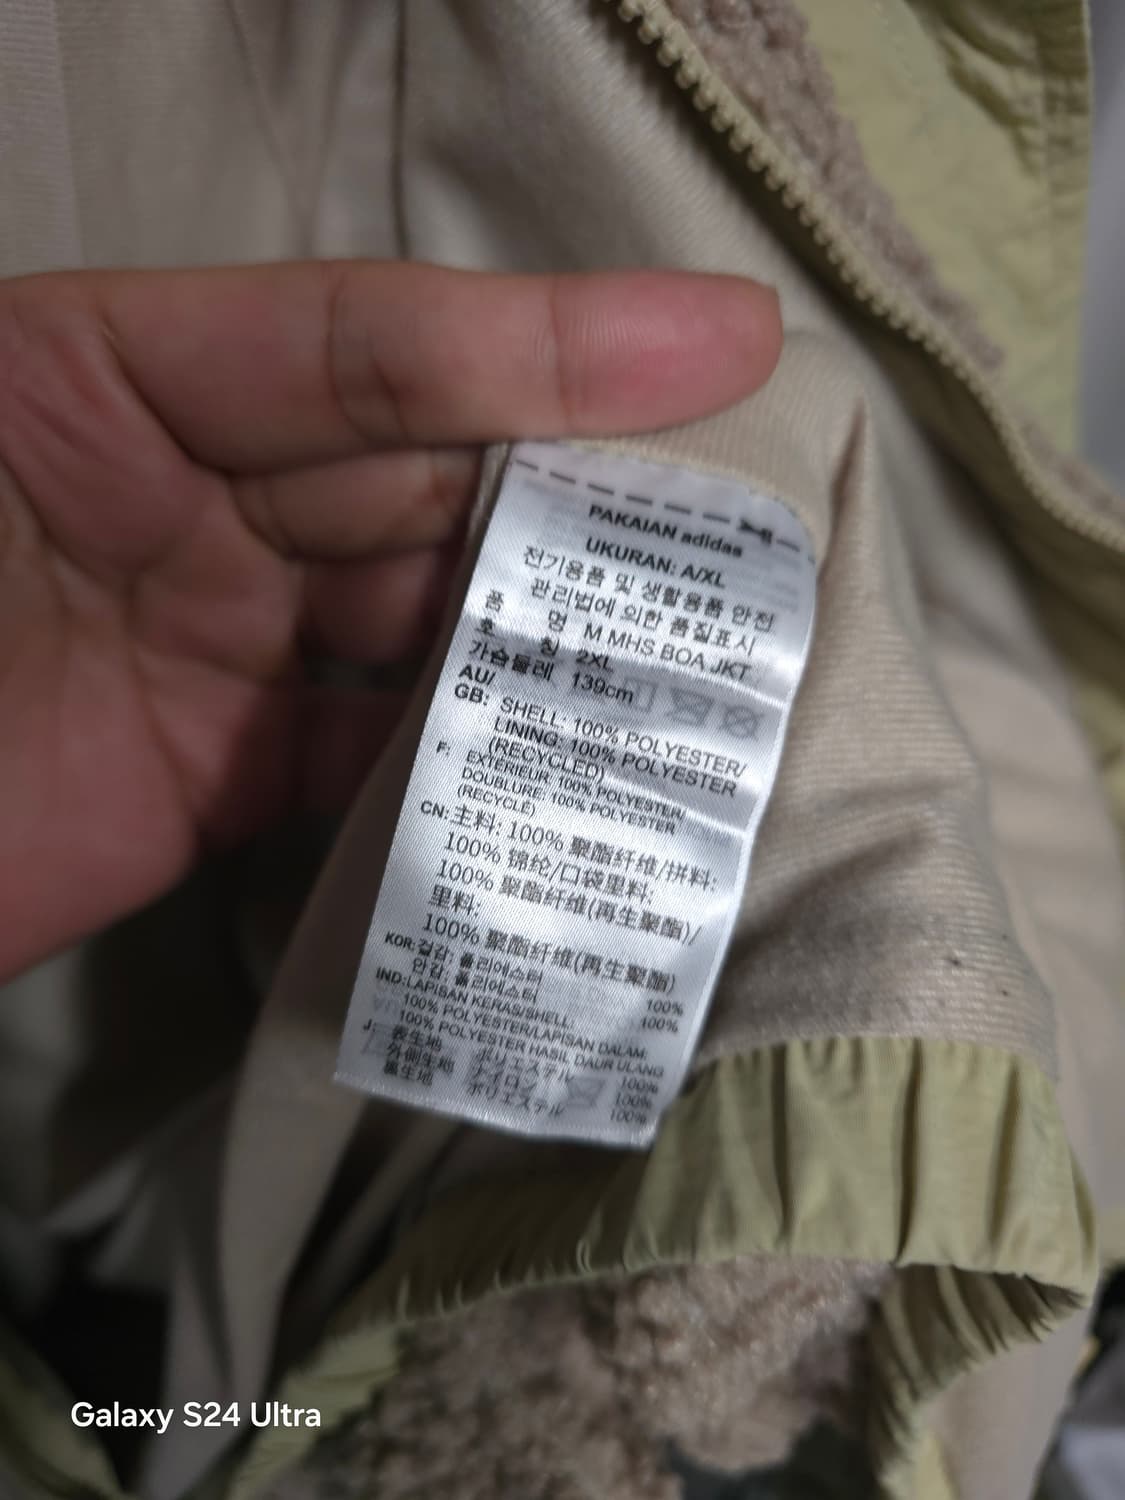 PAKAIAN adidas
UKURAN: A/XL
전기용품 및 생활용품 안전
관리법에 의한 품질표시
품 명 M MHS BOA JKT
호 칭 2XL
가슴둘레 139cm
AU/
GB: SHELL: 100% POLYESTER/
LINING: 100% POLYESTER
(RECYCLED)
F: EXTÉRIEUR: 100% POLYESTER/
DOUBLURE: 100% POLYESTER
(RECYCLÉ)
CN: 主料: 100% 聚酯纤维/拼料:
100% 锦纶/口袋里料:
100% 聚酯纤维(再生聚酯)/
里料:
100% 聚酯纤维(再生聚酯)
KOR: 겉감: 폴리에스터 100%
안감: 폴리에스터 100%
IND: LAPISAN KERAS/SHELL:
100% POLYESTER/LAPISAN DALAM:
100% POLYESTER HASIL DAUR ULANG
J: 表生地 ポリエステル 100%
外側生地 ナイロン 100%
裏生地 ポリエステル 100%
Galaxy S24 Ultra